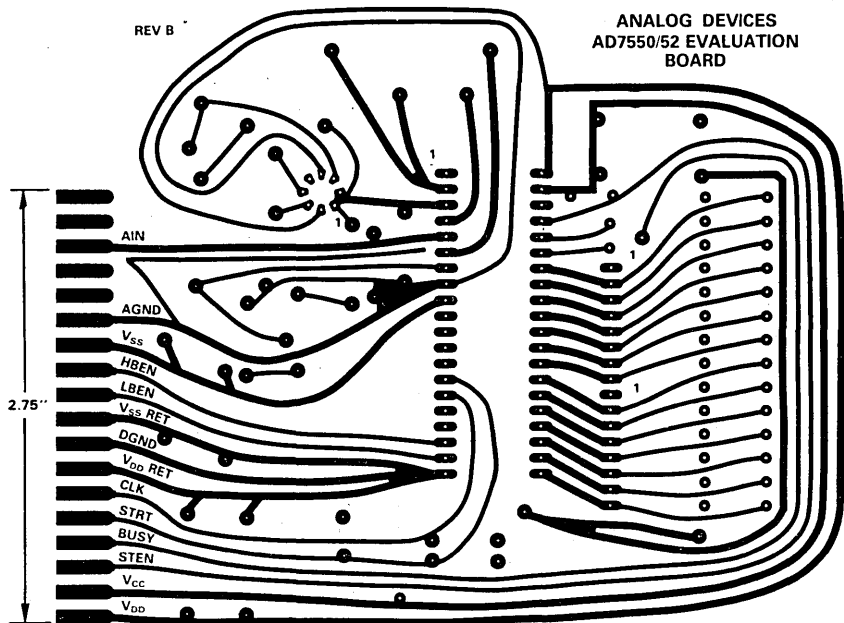 REV B
ANALOG DEVICES
AD7550/52 EVALUATION
BOARD
1
1
AIN
1
AGND
VSS
HBEN
1
LBEN
2.75″
VSS RET
DGND
VDD RET
CLK
STRT
BUSY
STEN
VCC
VDD